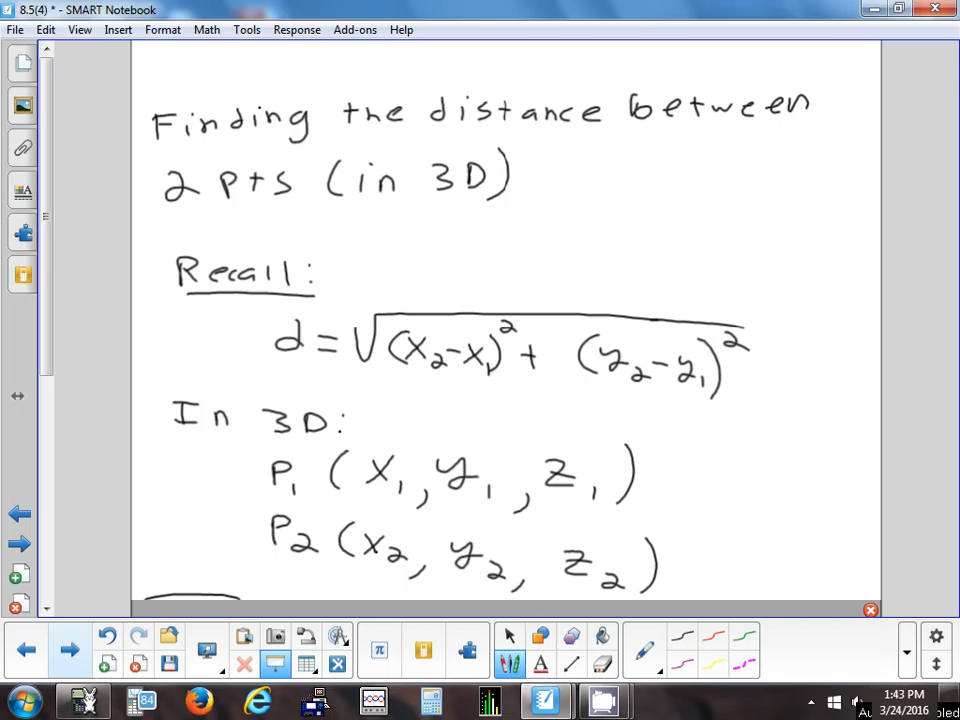 8.5(4) * - SMART Notebook
File Edit View Insert Format Math Tools Response Add-ons Help
Finding the distance between
2 pts (in 3D)
Recall:
d = √(x₂-x₁)² + (y₂-y₁)²
In 3D:
P₁ (x₁, y₁, z₁)
P₂ (x₂, y₂, z₂)
1:43 PM
3/24/2016